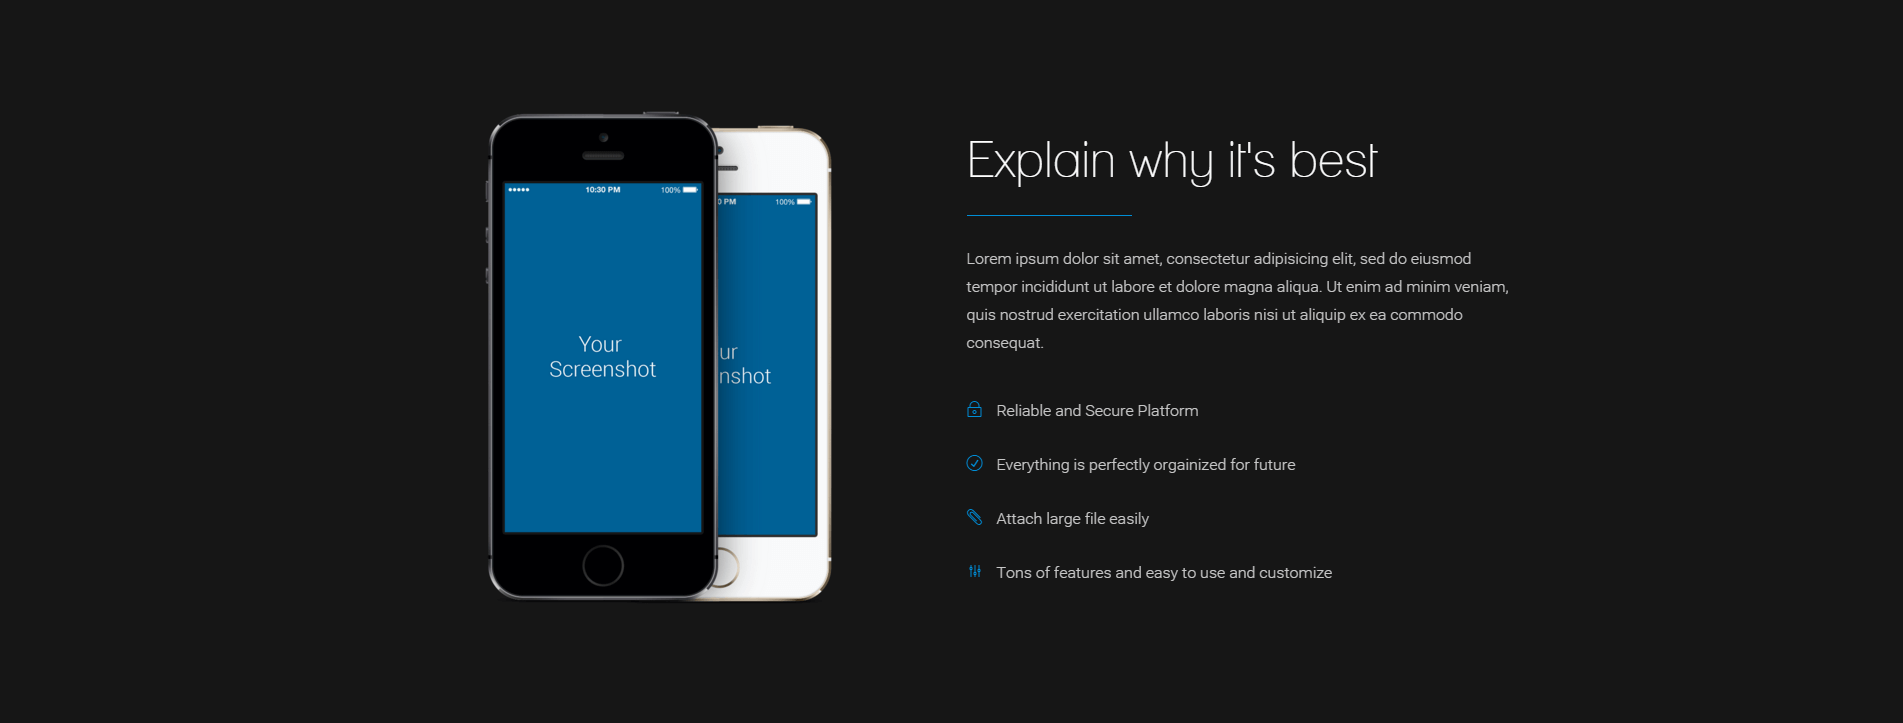 10:30 PM 100%
0 PM 100%
Your
Screenshot
ur
nshot
Explain why it's best
Lorem ipsum dolor sit amet, consectetur adipisicing elit, sed do eiusmod
tempor incididunt ut labore et dolore magna aliqua. Ut enim ad minim veniam,
quis nostrud exercitation ullamco laboris nisi ut aliquip ex ea commodo
consequat.
Reliable and Secure Platform
Everything is perfectly orgainized for future
Attach large file easily
Tons of features and easy to use and customize